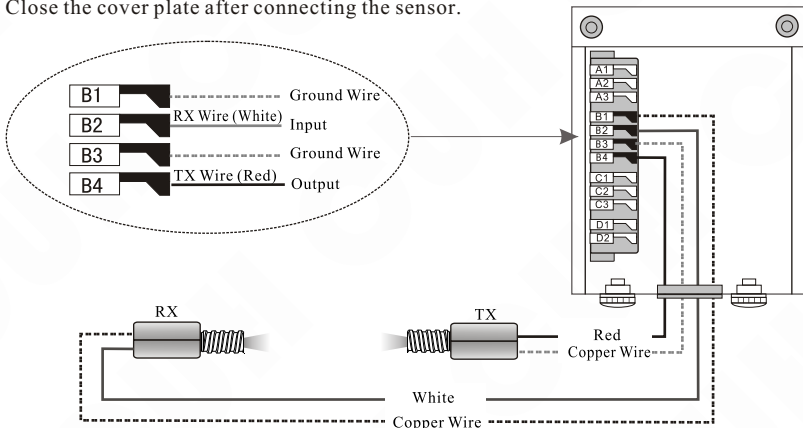 Close the cover plate after connecting the sensor.
B1 Ground Wire
B2 RX Wire (White) Input
B3 Ground Wire
B4 TX Wire (Red) Output
A1
A2
A3
B1
B2
B3
B4
C1
C2
C3
D1
D2
RX
TX
Red
Copper Wire
White
Copper Wire